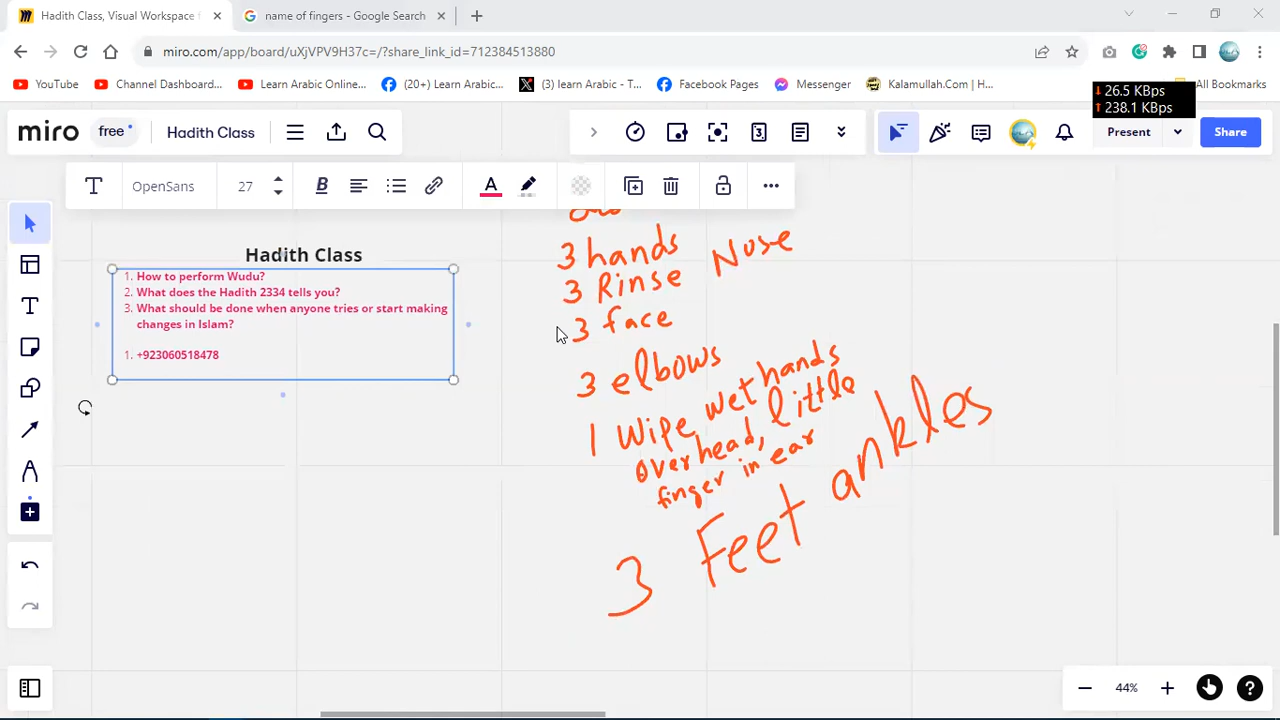 Hadith Class, Visual Workspace f
name of fingers - Google Search
miro.com/app/board/uXjVPV9H37c=/?share_link_id=712384513880
YouTube
Channel Dashboard...
Learn Arabic Online...
(20+) Learn Arabic...
(3) learn Arabic - T...
Facebook Pages
Messenger
Kalamullah.Com | H...
All Bookmarks
26.5 KBps
238.1 KBps
miro
free
Hadith Class
Present
Share
OpenSans
27
B
A
Hadith Class
1. How to perform Wudu?
2. What does the Hadith 2334 tells you?
3. What should be done when anyone tries or start making
changes in Islam?
1. +923060518478
3 hands
3 Rinse Nose
3 face
3 elbows
1 Wipe wet hands
overhead, little
finger in ear
3 Feet ankles
44%